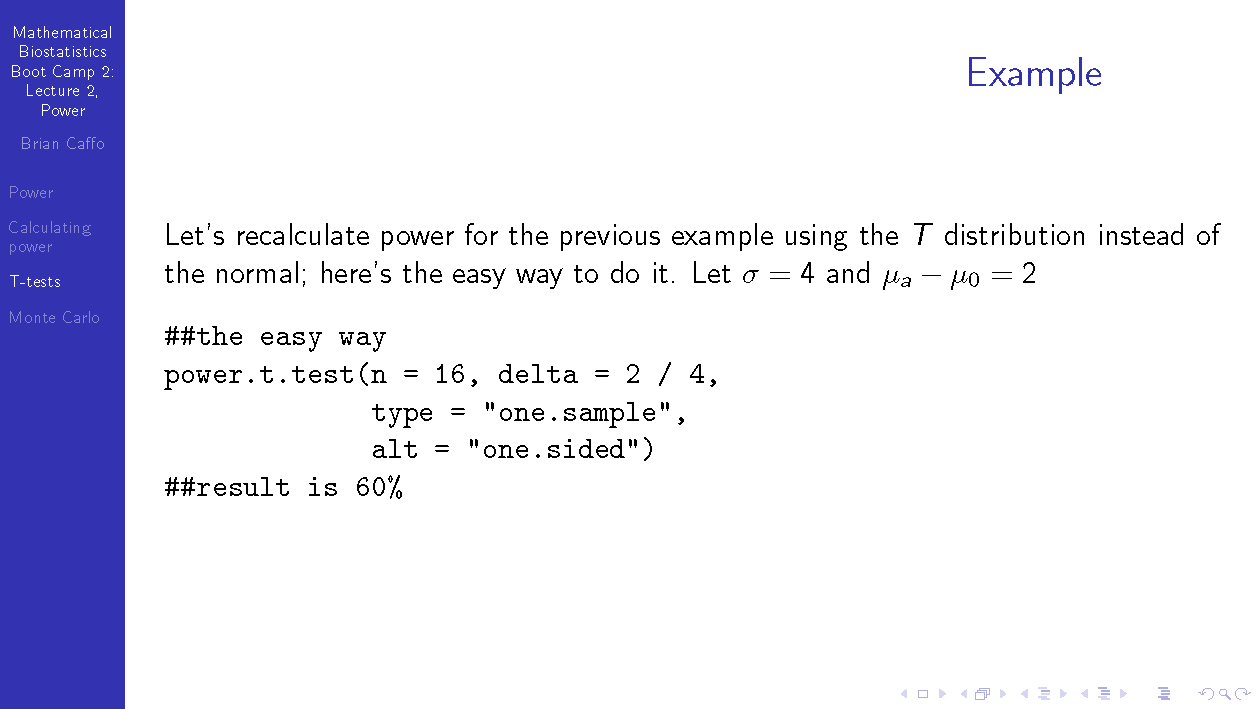 Mathematical
Biostatistics
Boot Camp 2:
Lecture 2,
Power
Brian Caffo
Power
Calculating
power
T-tests
Monte Carlo
Example
Let's recalculate power for the previous example using the T distribution instead of
the normal; here's the easy way to do it. Let σ = 4 and μₐ − μ₀ = 2
##the easy way
power.t.test(n = 16, delta = 2 / 4,
type = "one.sample",
alt = "one.sided")
##result is 60%